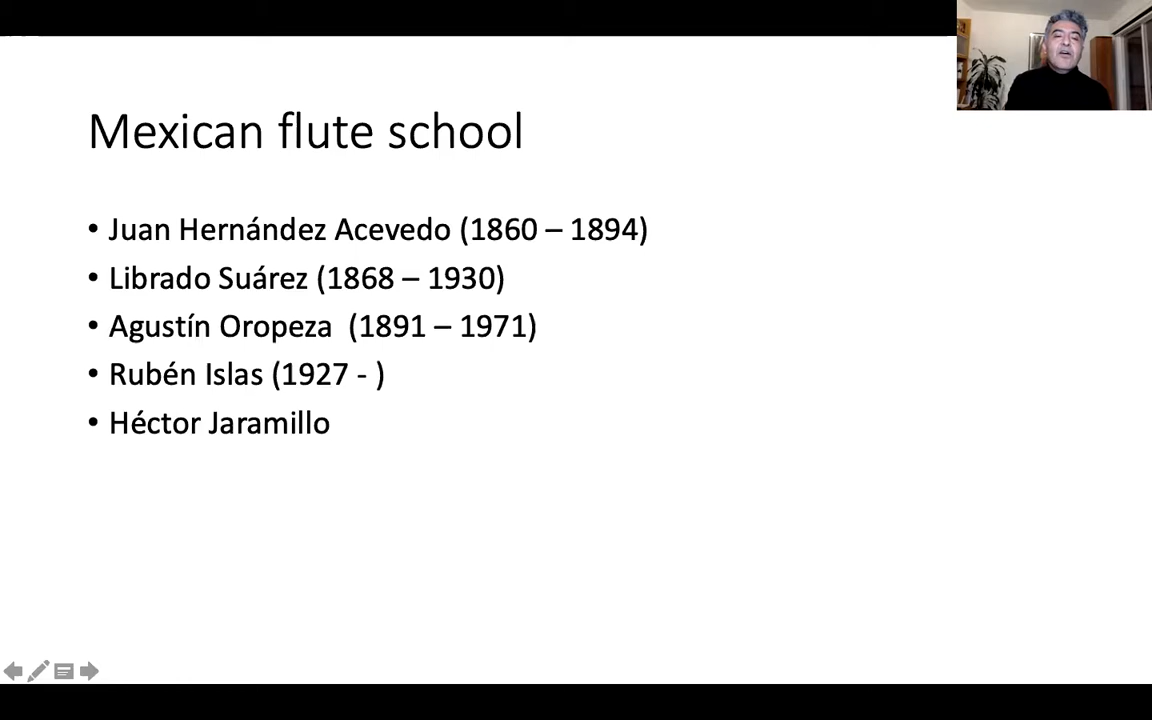 Mexican flute school
• Juan Hernández Acevedo (1860 – 1894)
• Librado Suárez (1868 – 1930)
• Agustín Oropeza  (1891 – 1971)
• Rubén Islas (1927 - )
• Héctor Jaramillo